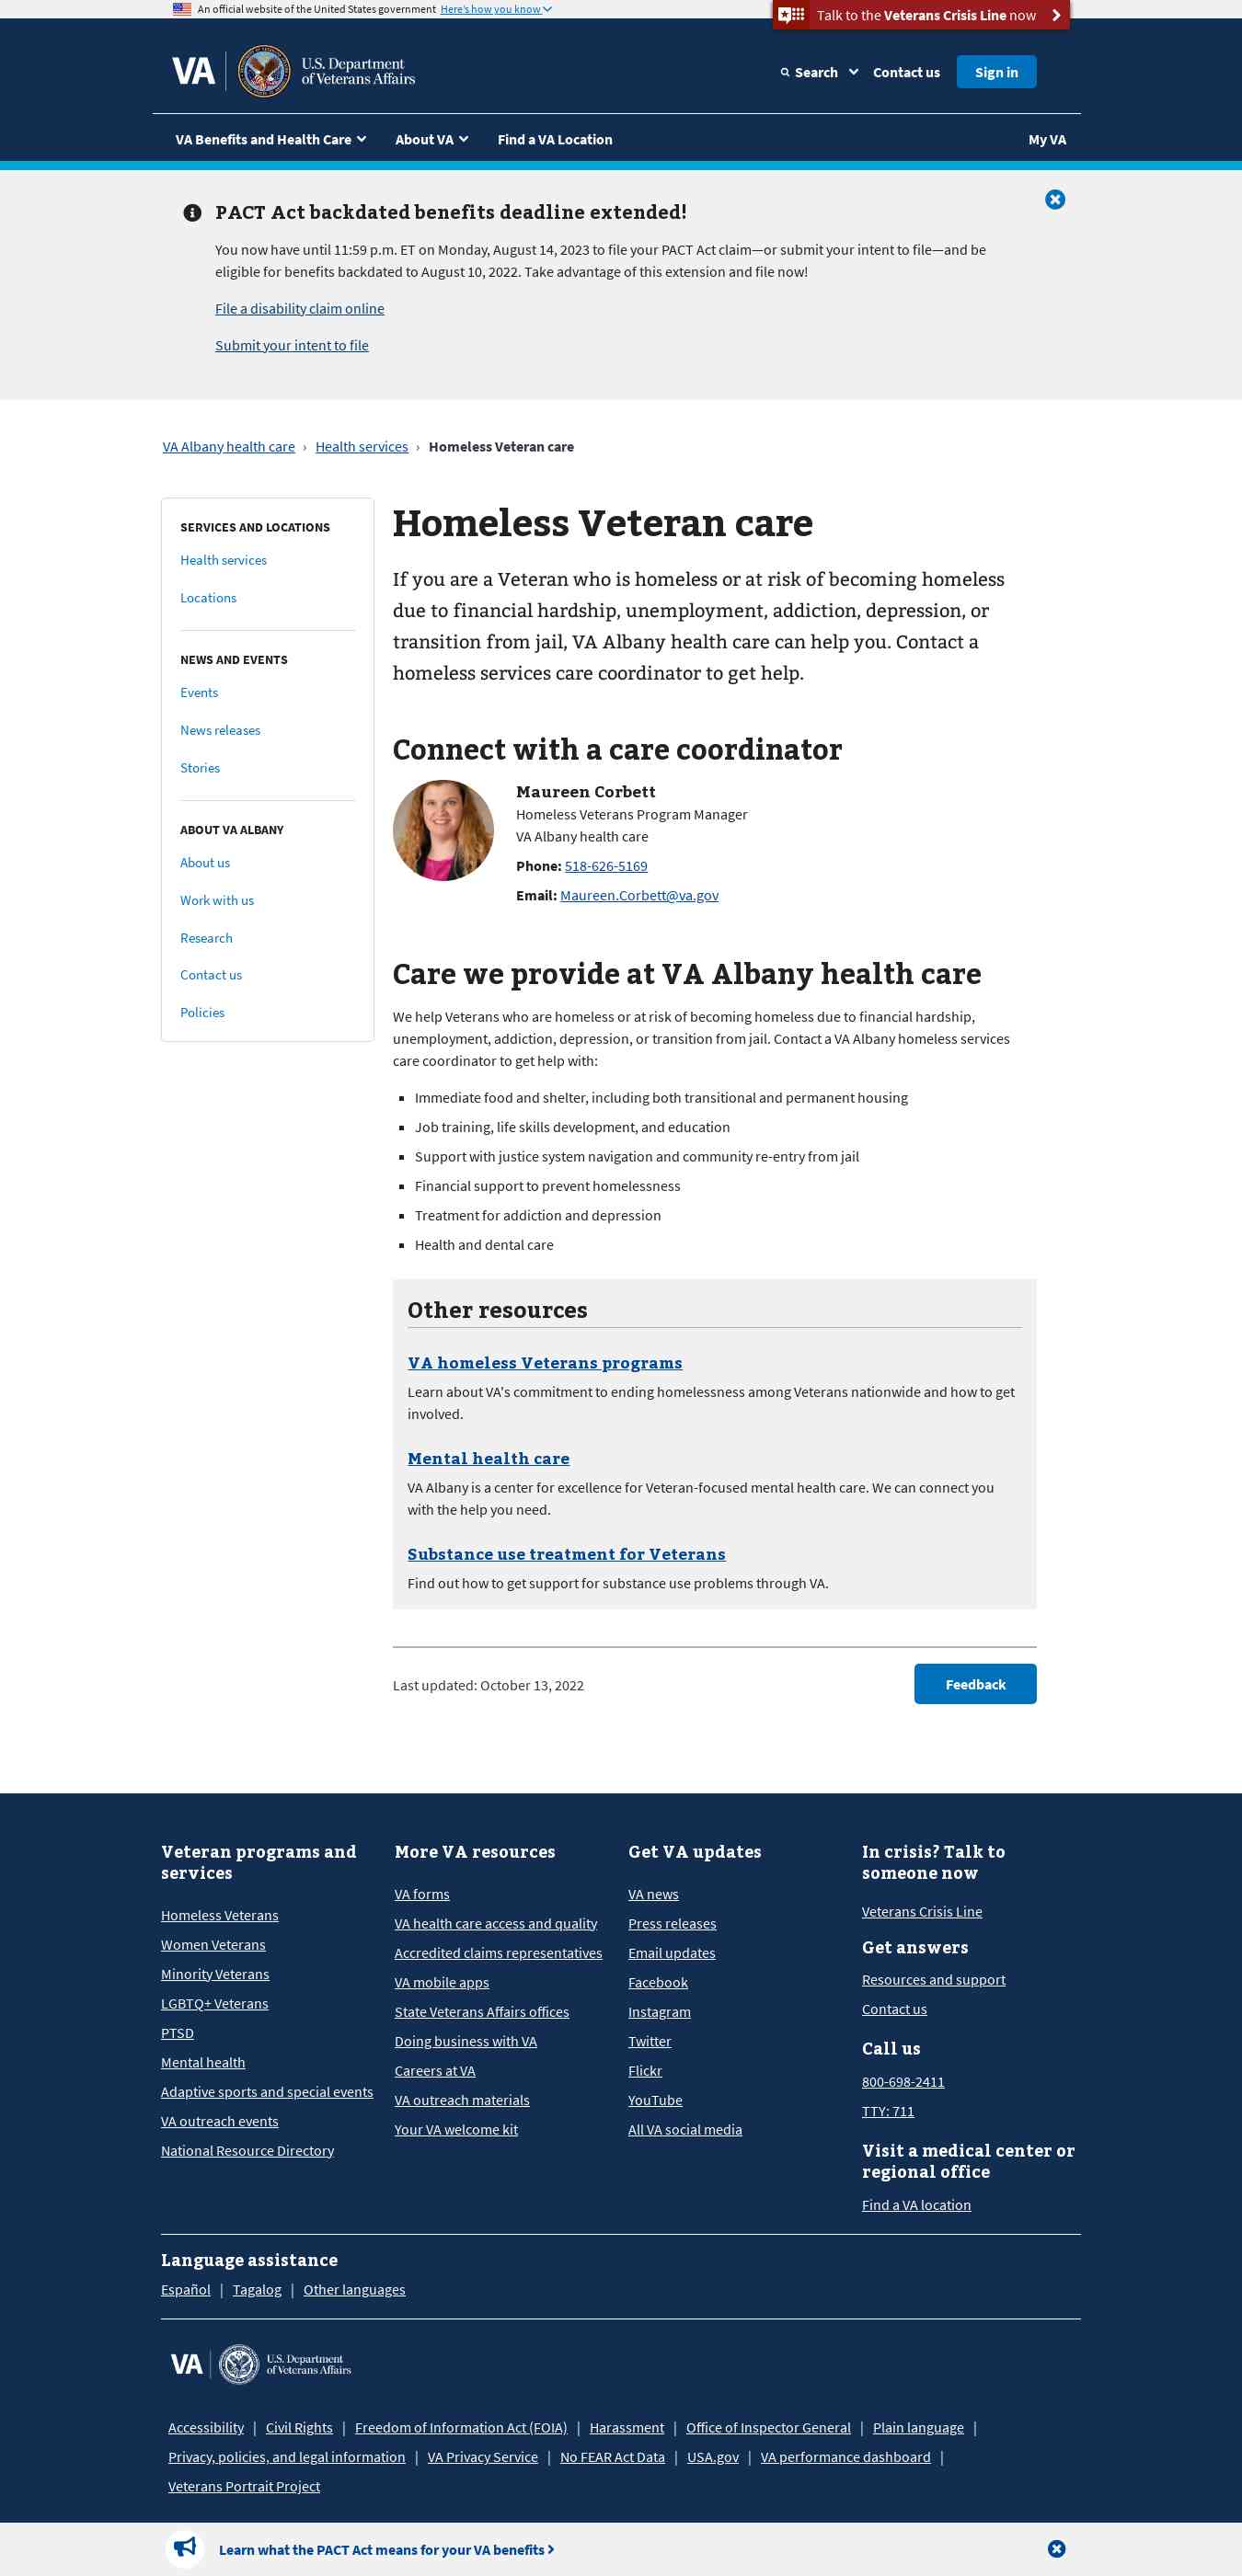 An official website of the United States government Here's how you know
Talk to the Veterans Crisis Line now
VA
U.S. Department
of Veterans Affairs
Search
Contact us
Sign in
VA Benefits and Health Care
About VA
Find a VA Location
My VA
PACT Act backdated benefits deadline extended!
You now have until 11:59 p.m. ET on Monday, August 14, 2023 to file your PACT Act claim—or submit your intent to file—and be
eligible for benefits backdated to August 10, 2022. Take advantage of this extension and file now!
File a disability claim online
Submit your intent to file
VA Albany health care › Health services › Homeless Veteran care
SERVICES AND LOCATIONS
Health services
Locations
NEWS AND EVENTS
Events
News releases
Stories
ABOUT VA ALBANY
About us
Work with us
Research
Contact us
Policies
Homeless Veteran care
If you are a Veteran who is homeless or at risk of becoming homeless
due to financial hardship, unemployment, addiction, depression, or
transition from jail, VA Albany health care can help you. Contact a
homeless services care coordinator to get help.
Connect with a care coordinator
Maureen Corbett
Homeless Veterans Program Manager
VA Albany health care
Phone: 518-626-5169
Email: Maureen.Corbett@va.gov
Care we provide at VA Albany health care
We help Veterans who are homeless or at risk of becoming homeless due to financial hardship,
unemployment, addiction, depression, or transition from jail. Contact a VA Albany homeless services
care coordinator to get help with:
Immediate food and shelter, including both transitional and permanent housing
Job training, life skills development, and education
Support with justice system navigation and community re-entry from jail
Financial support to prevent homelessness
Treatment for addiction and depression
Health and dental care
Other resources
VA homeless Veterans programs
Learn about VA's commitment to ending homelessness among Veterans nationwide and how to get
involved.
Mental health care
VA Albany is a center for excellence for Veteran-focused mental health care. We can connect you
with the help you need.
Substance use treatment for Veterans
Find out how to get support for substance use problems through VA.
Last updated: October 13, 2022
Feedback
Veteran programs and
services
Homeless Veterans
Women Veterans
Minority Veterans
LGBTQ+ Veterans
PTSD
Mental health
Adaptive sports and special events
VA outreach events
National Resource Directory
More VA resources
VA forms
VA health care access and quality
Accredited claims representatives
VA mobile apps
State Veterans Affairs offices
Doing business with VA
Careers at VA
VA outreach materials
Your VA welcome kit
Get VA updates
VA news
Press releases
Email updates
Facebook
Instagram
Twitter
Flickr
YouTube
All VA social media
In crisis? Talk to
someone now
Veterans Crisis Line
Get answers
Resources and support
Contact us
Call us
800-698-2411
TTY: 711
Visit a medical center or
regional office
Find a VA location
Language assistance
Español | Tagalog | Other languages
VA
U.S. Department
of Veterans Affairs
Accessibility | Civil Rights | Freedom of Information Act (FOIA) | Harassment | Office of Inspector General | Plain language |
Privacy, policies, and legal information | VA Privacy Service | No FEAR Act Data | USA.gov | VA performance dashboard |
Veterans Portrait Project
Learn what the PACT Act means for your VA benefits